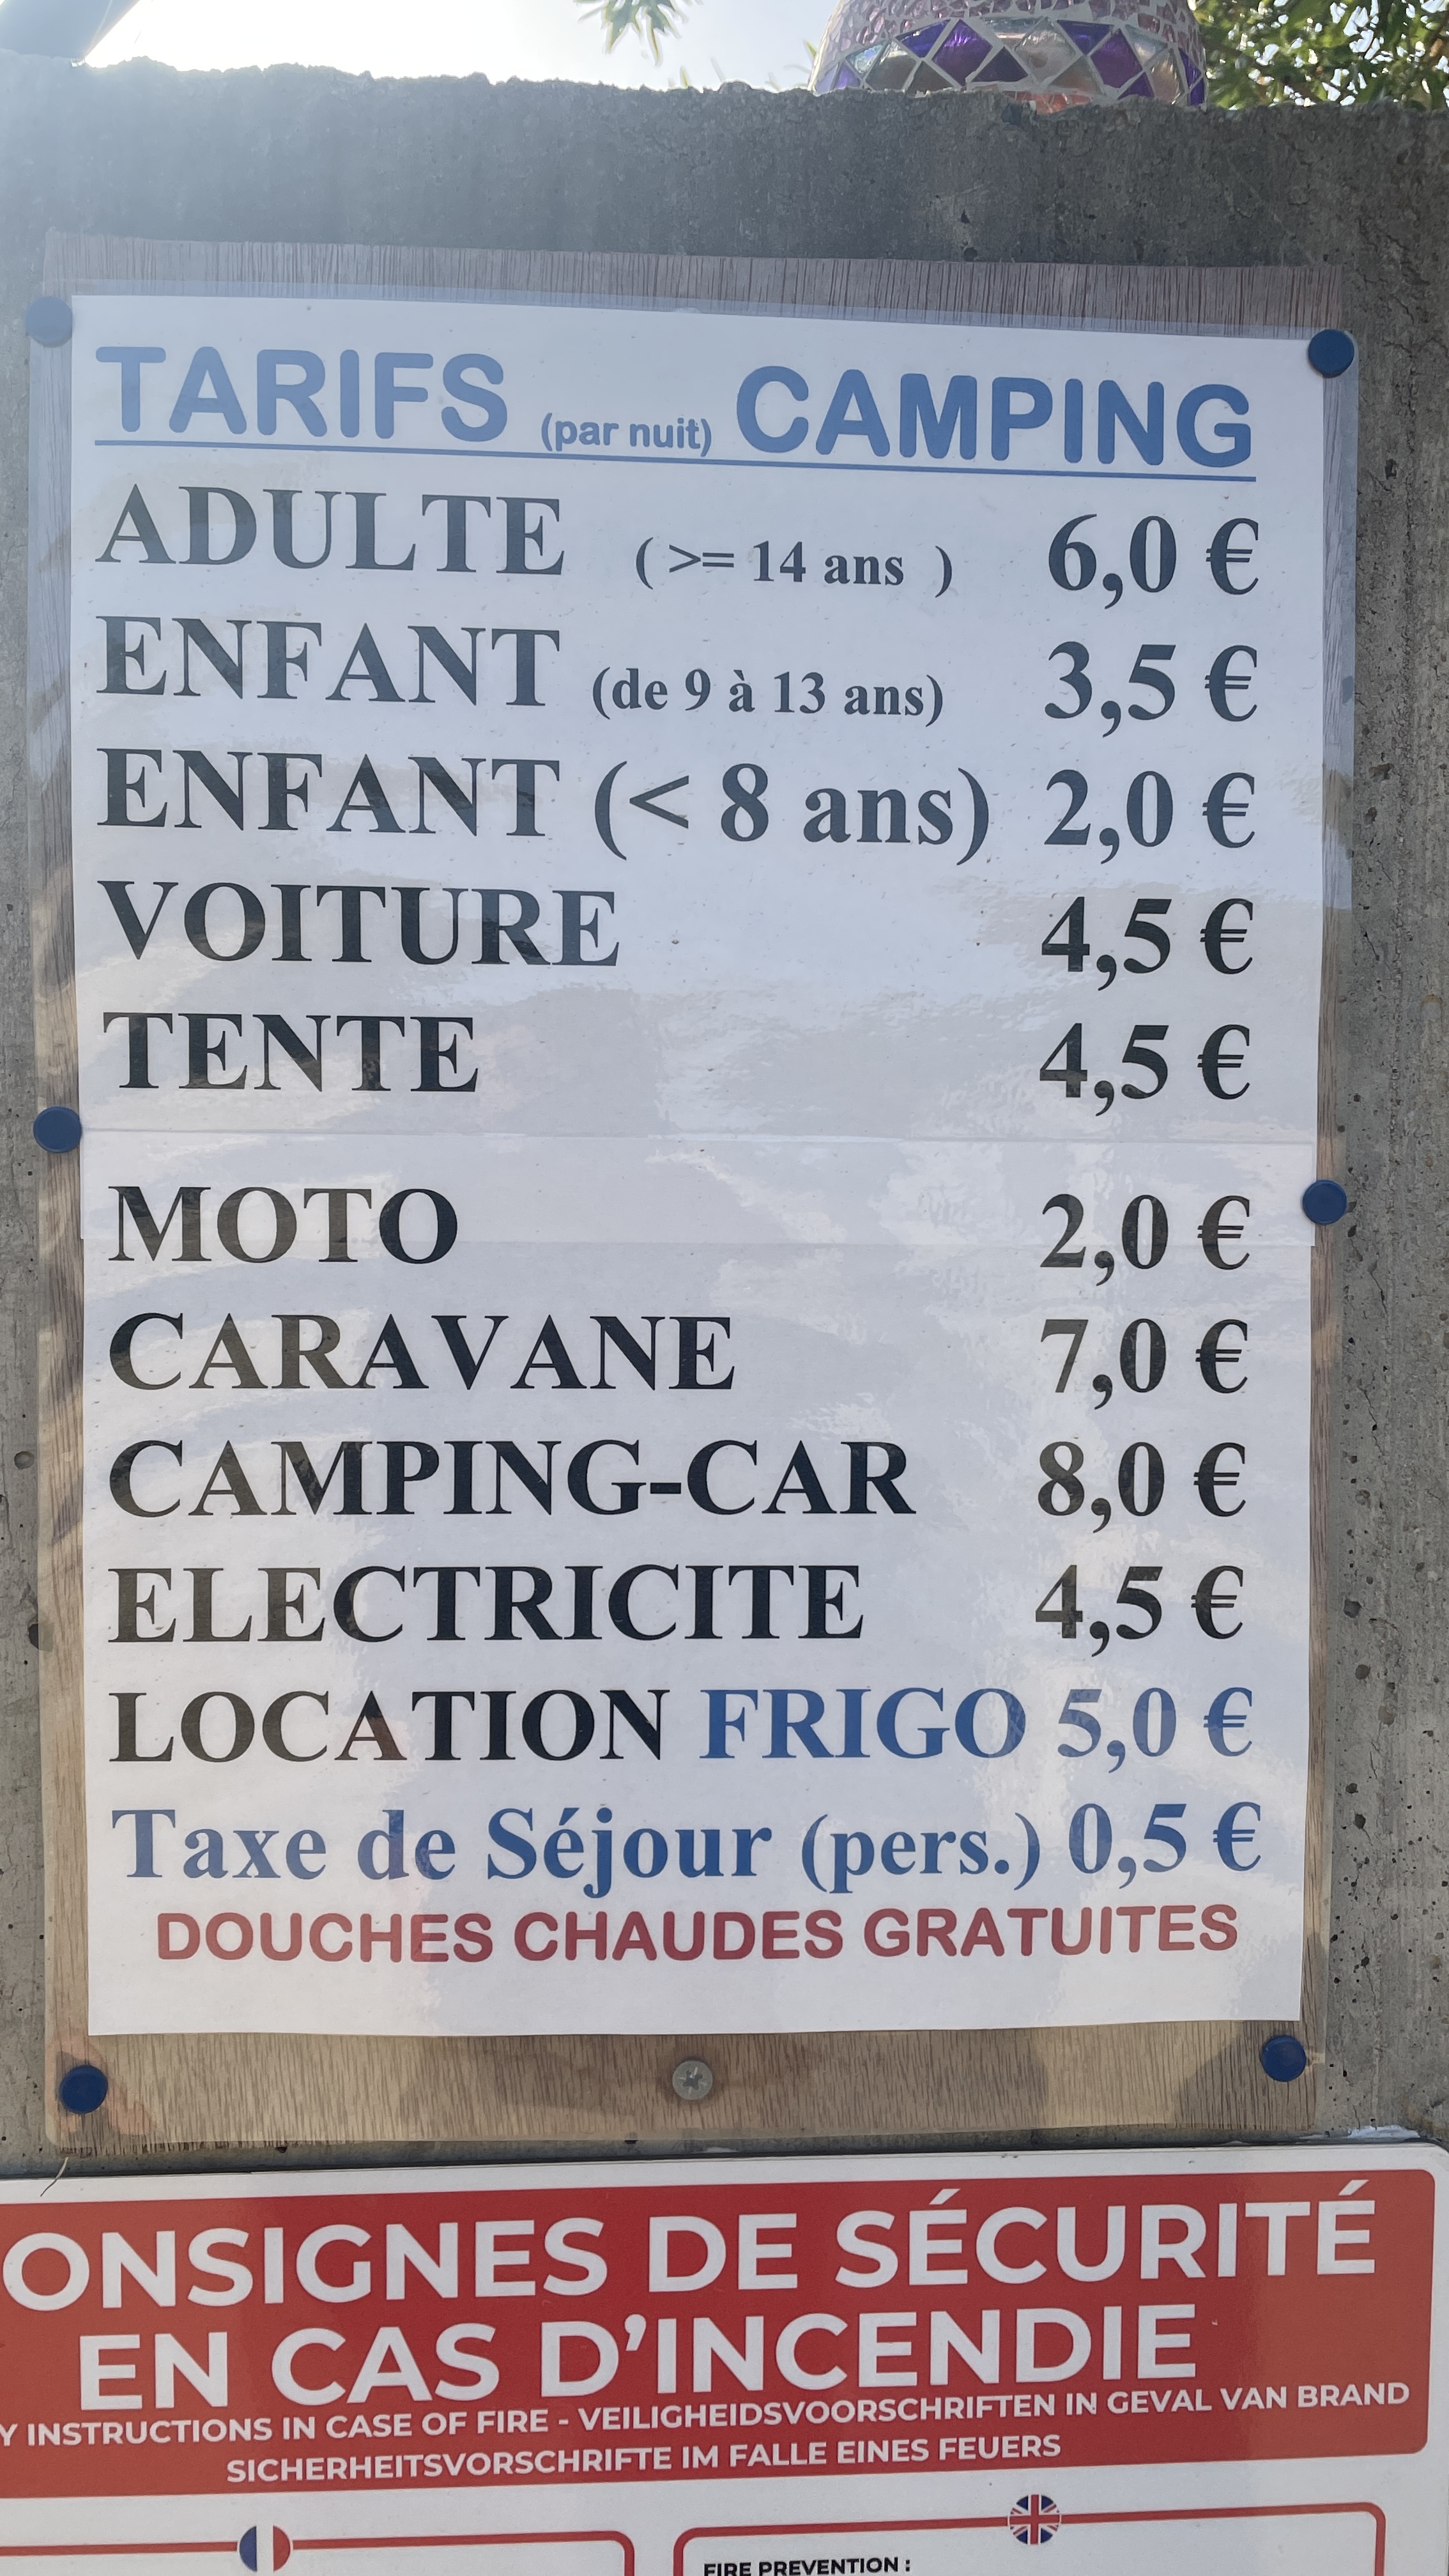 TARIFS (par nuit) CAMPING
ADULTE ( >= 14 ans ) 6,0 €
ENFANT (de 9 à 13 ans) 3,5 €
ENFANT (< 8 ans) 2,0 €
VOITURE 4,5 €
TENTE 4,5 €
MOTO 2,0 €
CARAVANE 7,0 €
CAMPING-CAR 8,0 €
ELECTRICITE 4,5 €
LOCATION FRIGO 5,0 €
Taxe de Séjour (pers.) 0,5 €
DOUCHES CHAUDES GRATUITES
ONSIGNES DE SÉCURITÉ
EN CAS D'INCENDIE
Y INSTRUCTIONS IN CASE OF FIRE - VEILIGHEIDSVOORSCHRIFTEN IN GEVAL VAN BRAND
SICHERHEITSVORSCHRIFTE IM FALLE EINES FEUERS
FIRE PREVENTION :